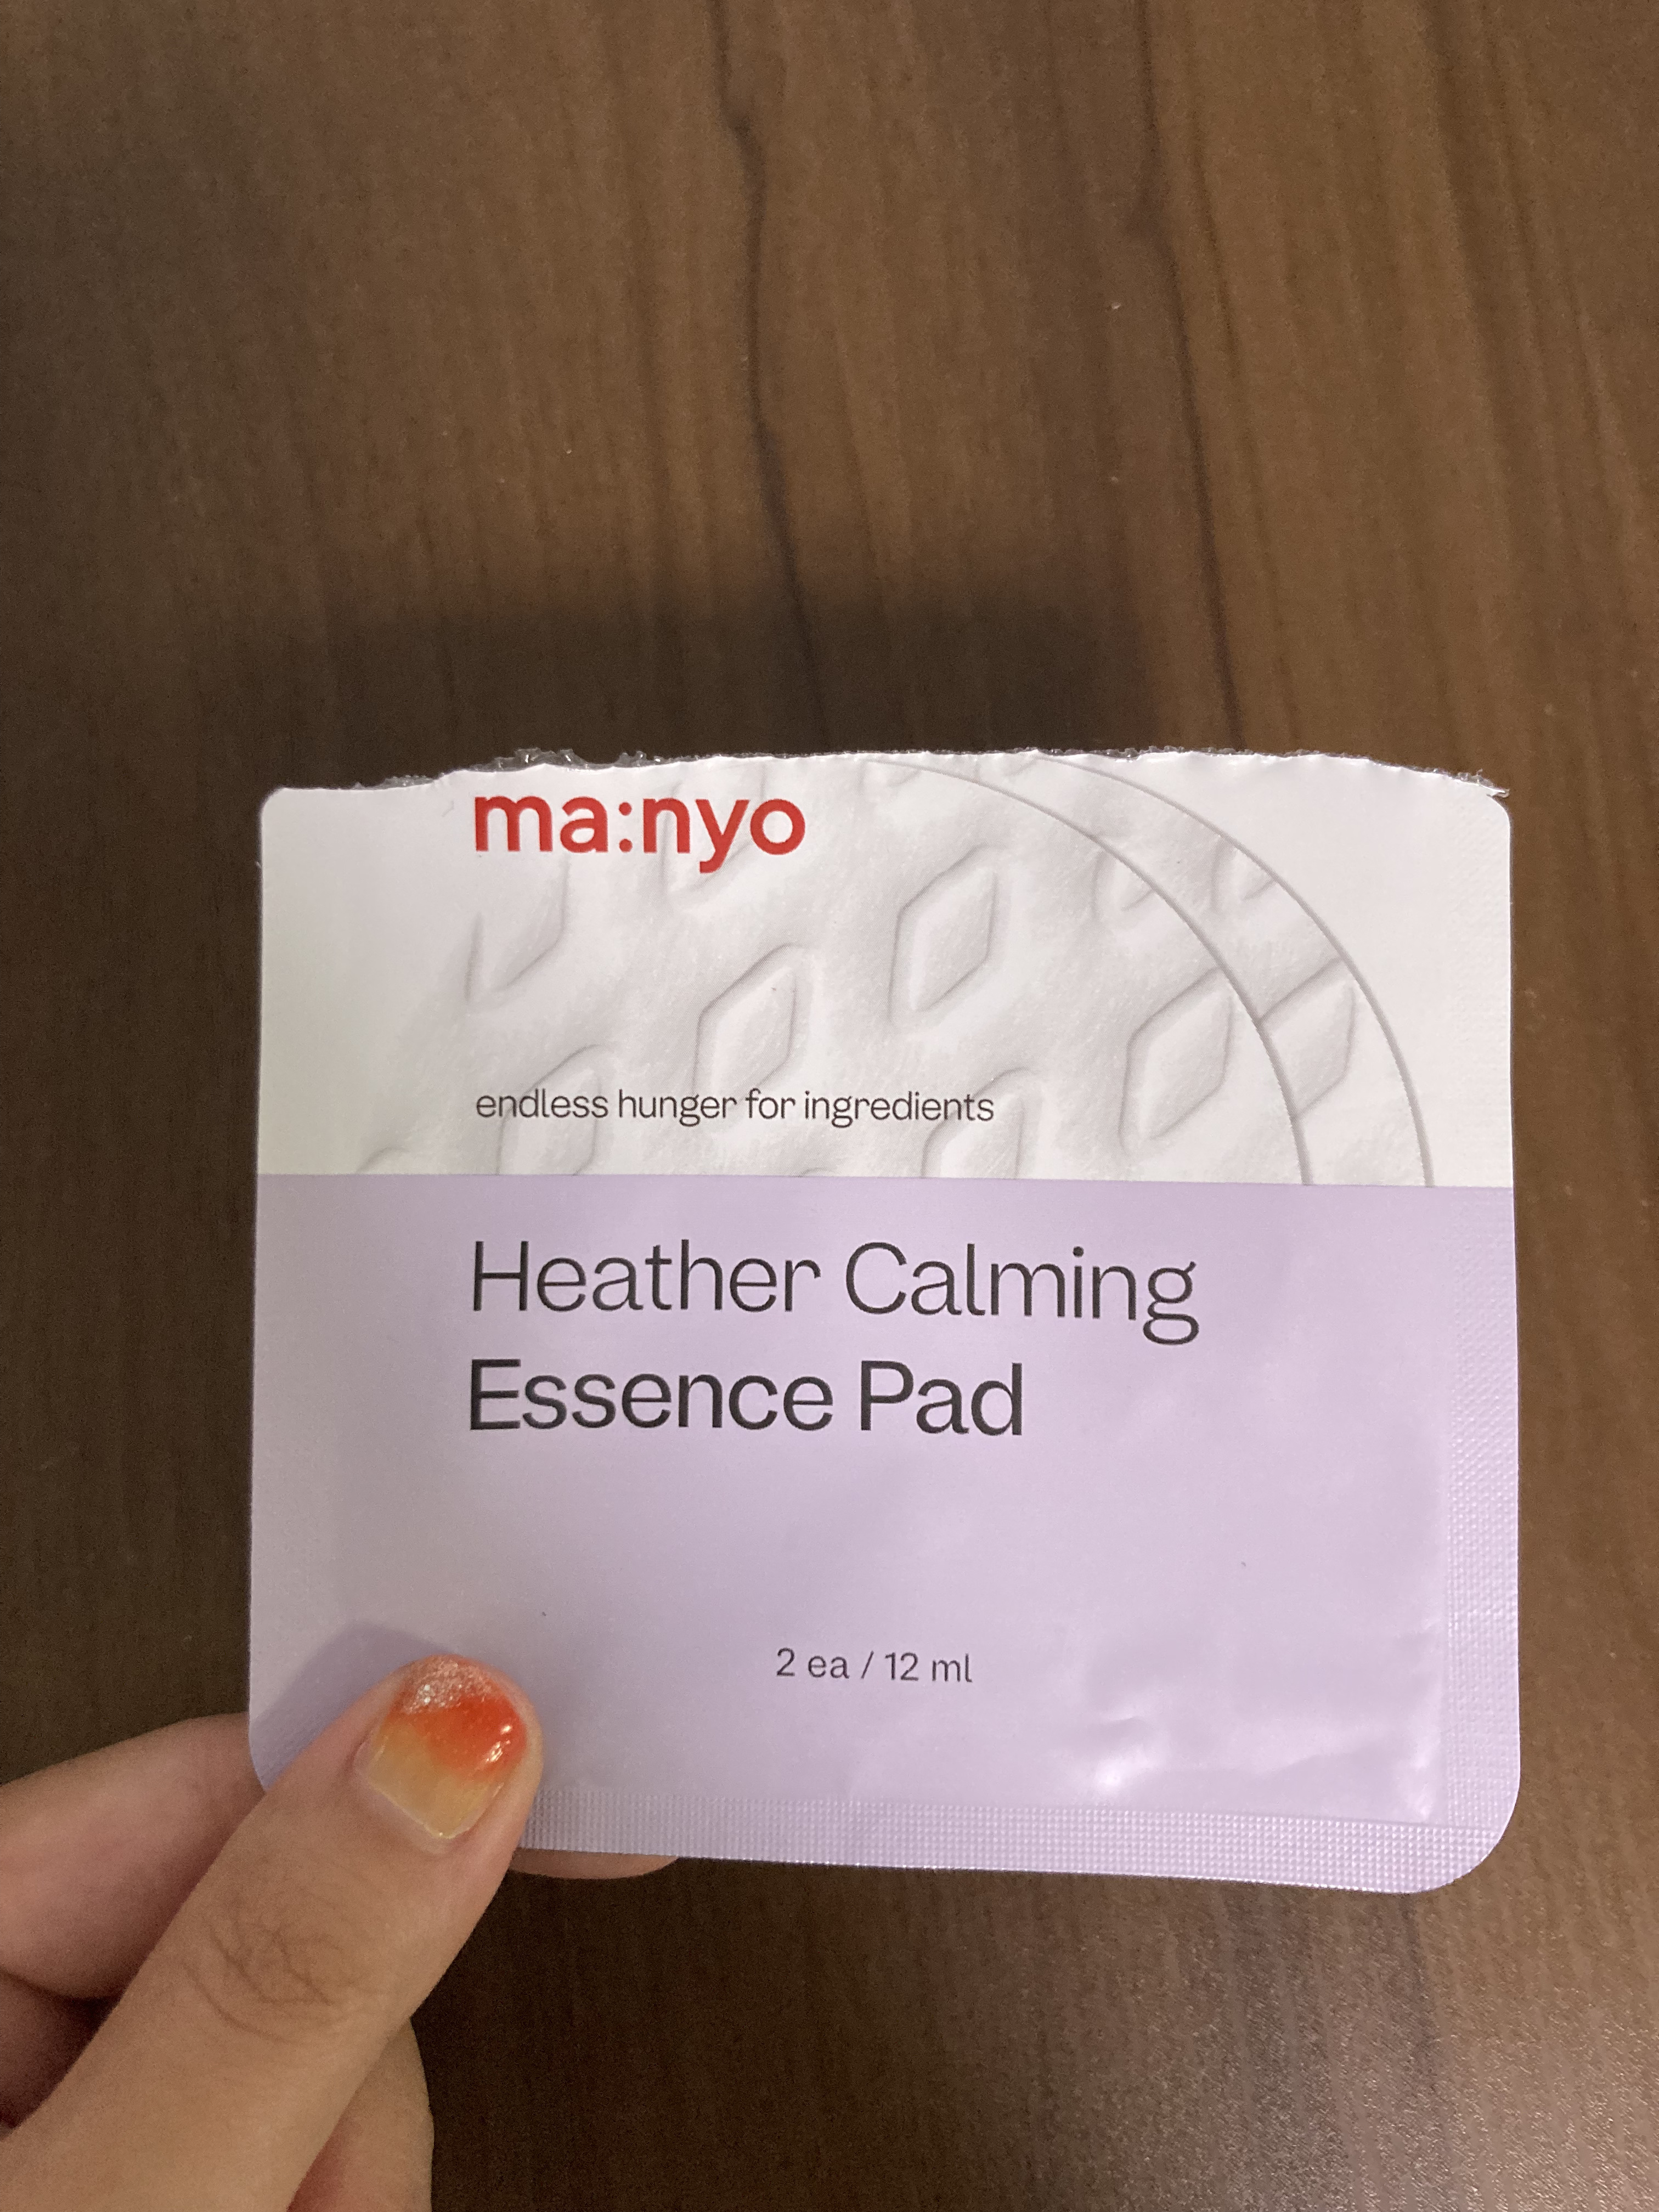 ma:nyo
endless hunger for ingredients
Heather Calming
Essence Pad
2 ea / 12 ml